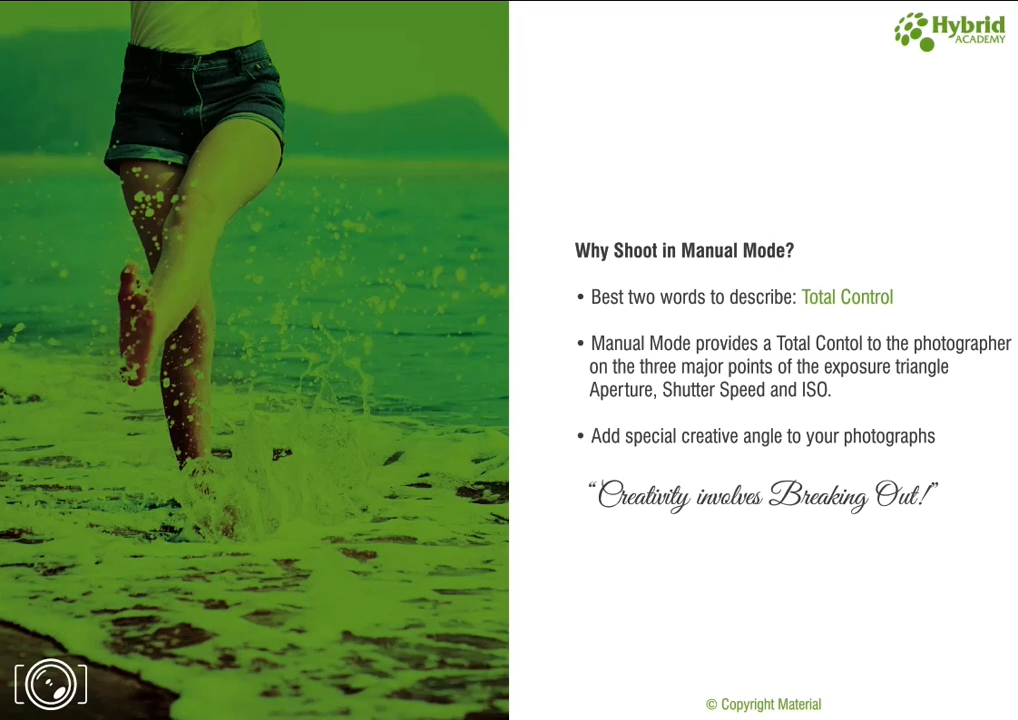 Hybrid
ACADEMY
Why Shoot in Manual Mode?
• Best two words to describe: Total Control
• Manual Mode provides a Total Contol to the photographer
on the three major points of the exposure triangle
Aperture, Shutter Speed and ISO.
• Add special creative angle to your photographs
“Creativity involves Breaking Out!”
© Copyright Material